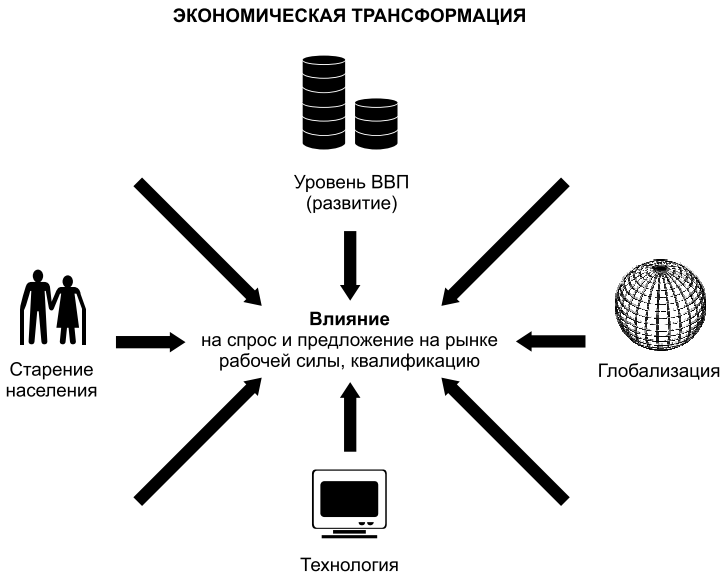 ЭКОНОМИЧЕСКАЯ ТРАНСФОРМАЦИЯ
Уровень ВВП
(развитие)
Влияние
на спрос и предложение на рынке
рабочей силы, квалификацию
Старение
населения
Глобализация
Технология